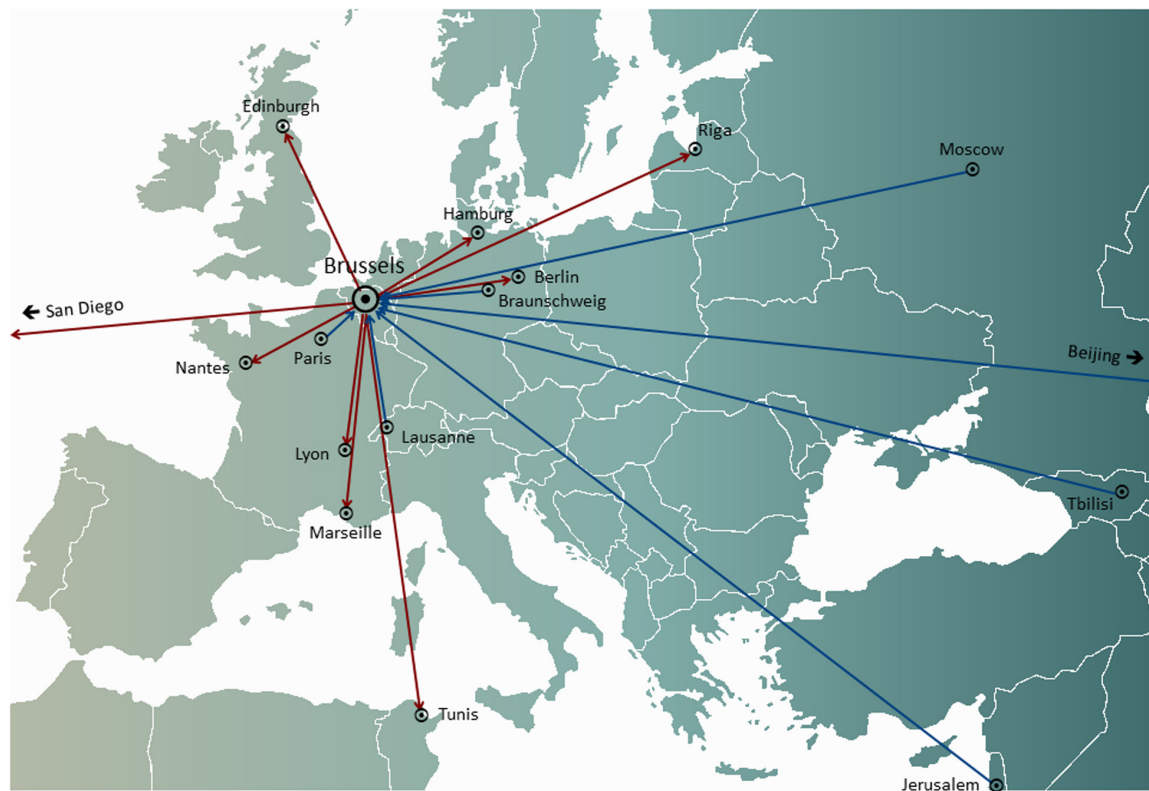 Edinburgh
Riga
Moscow
Hamburg
Brussels
Berlin
Braunschweig
🡸 San Diego
Beijing 🡺
Nantes
Paris
Lausanne
Lyon
Tbilisi
Marseille
Tunis
Jerusalem